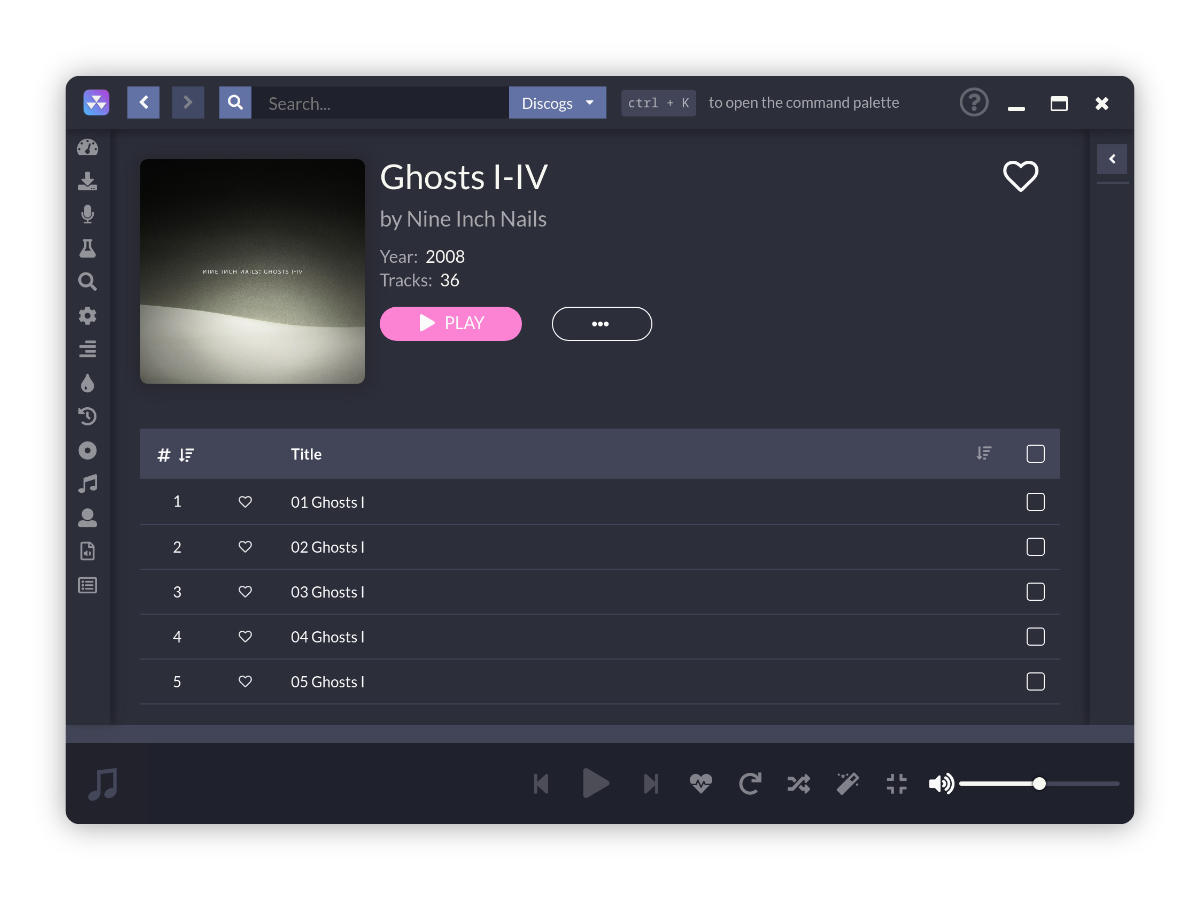 Search... Discogs ctrl + K to open the command palette
Ghosts I-IV
by Nine Inch Nails
Year: 2008
Tracks: 36
NINE INCH NAILS: GHOSTS I-IV
PLAY
# Title
1 01 Ghosts I
2 02 Ghosts I
3 03 Ghosts I
4 04 Ghosts I
5 05 Ghosts I